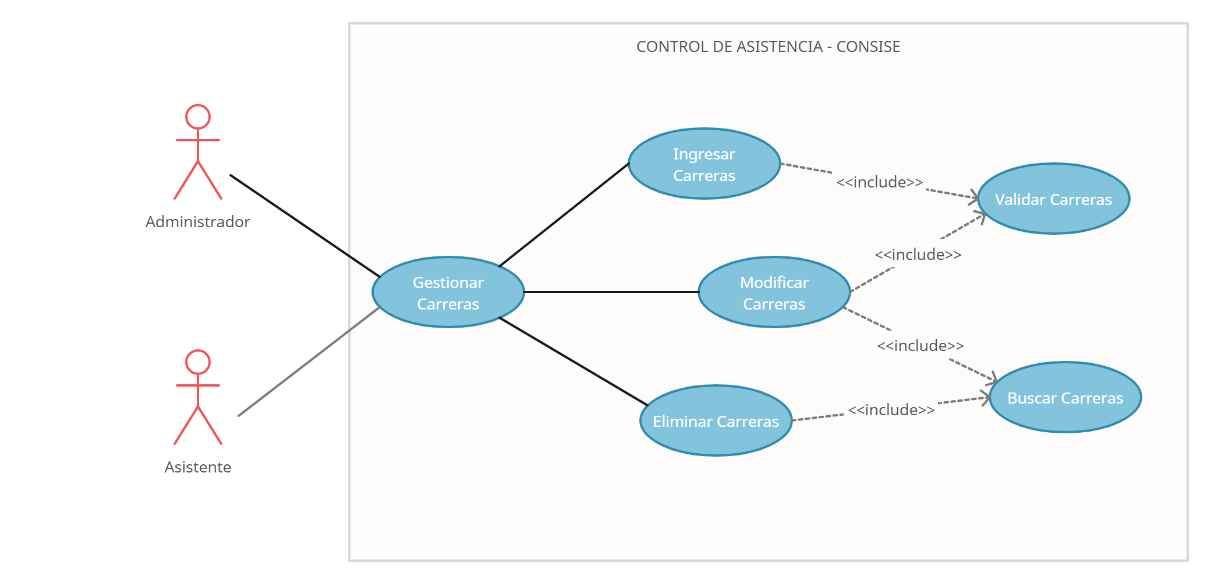 CONTROL DE ASISTENCIA - CONSISE
Ingresar
Carreras
<<include>>
Validar Carreras
Administrador
<<include>>
Gestionar
Carreras
Modificar
Carreras
<<include>>
Buscar Carreras
<<include>>
Eliminar Carreras
Asistente